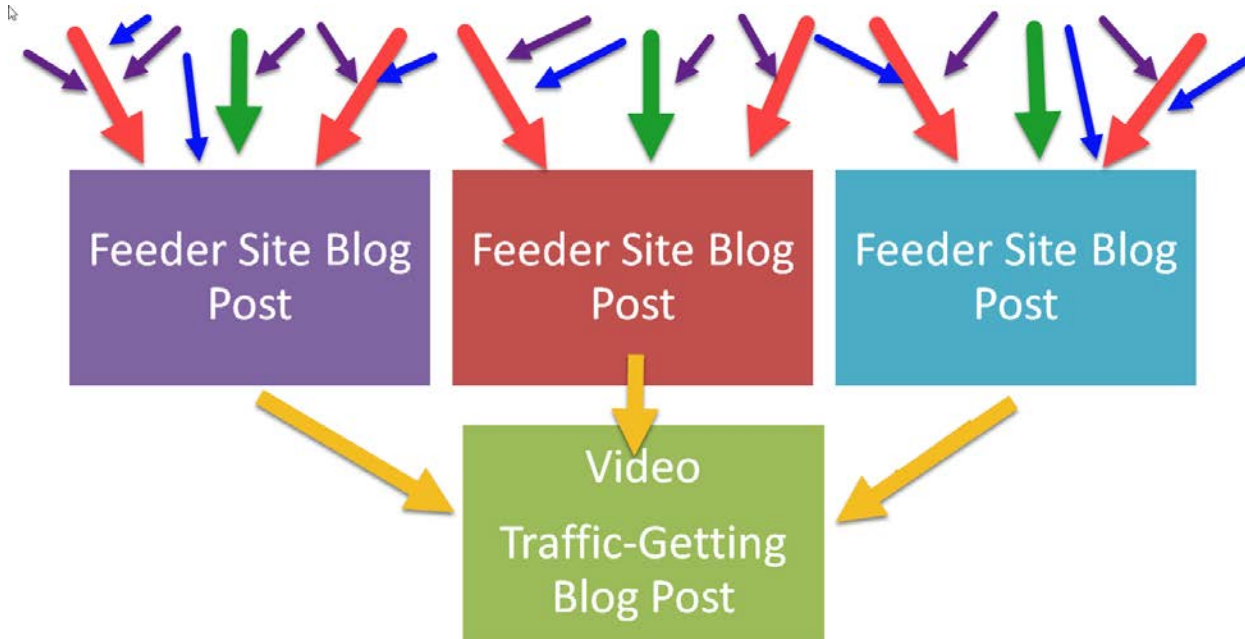 Feeder Site Blog
Post
Feeder Site Blog
Post
Feeder Site Blog
Post
Video
Traffic-Getting
Blog Post